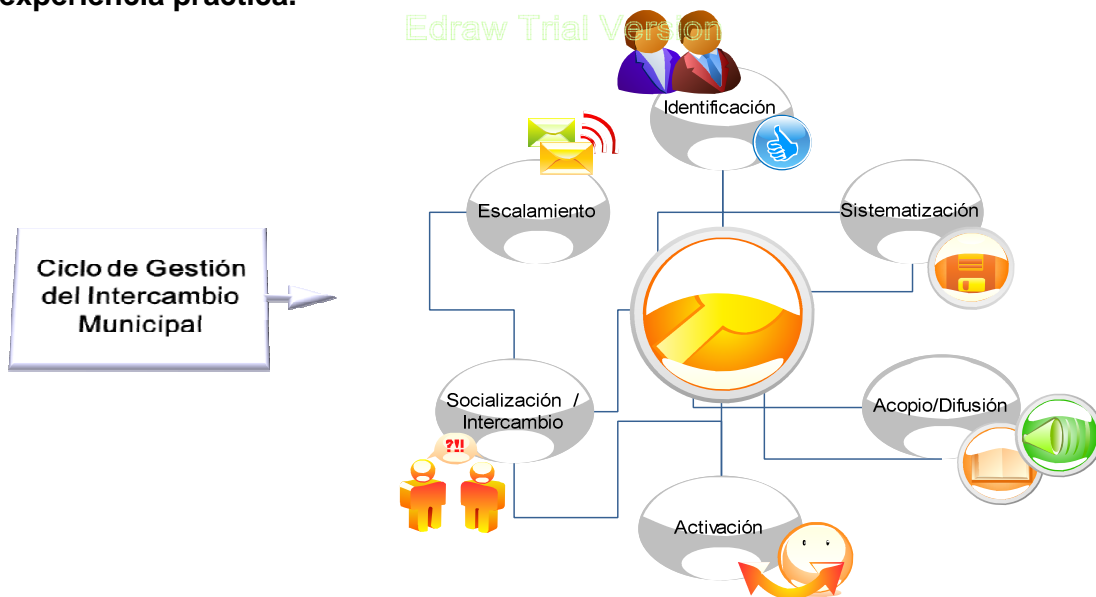 experiencia práctica.
Edraw Trial Version
Identificación
Escalamiento
Sistematización
Ciclo de Gestión
del Intercambio
Municipal
Socialización /
Intercambio
Acopio/Difusión
?!!
Activación